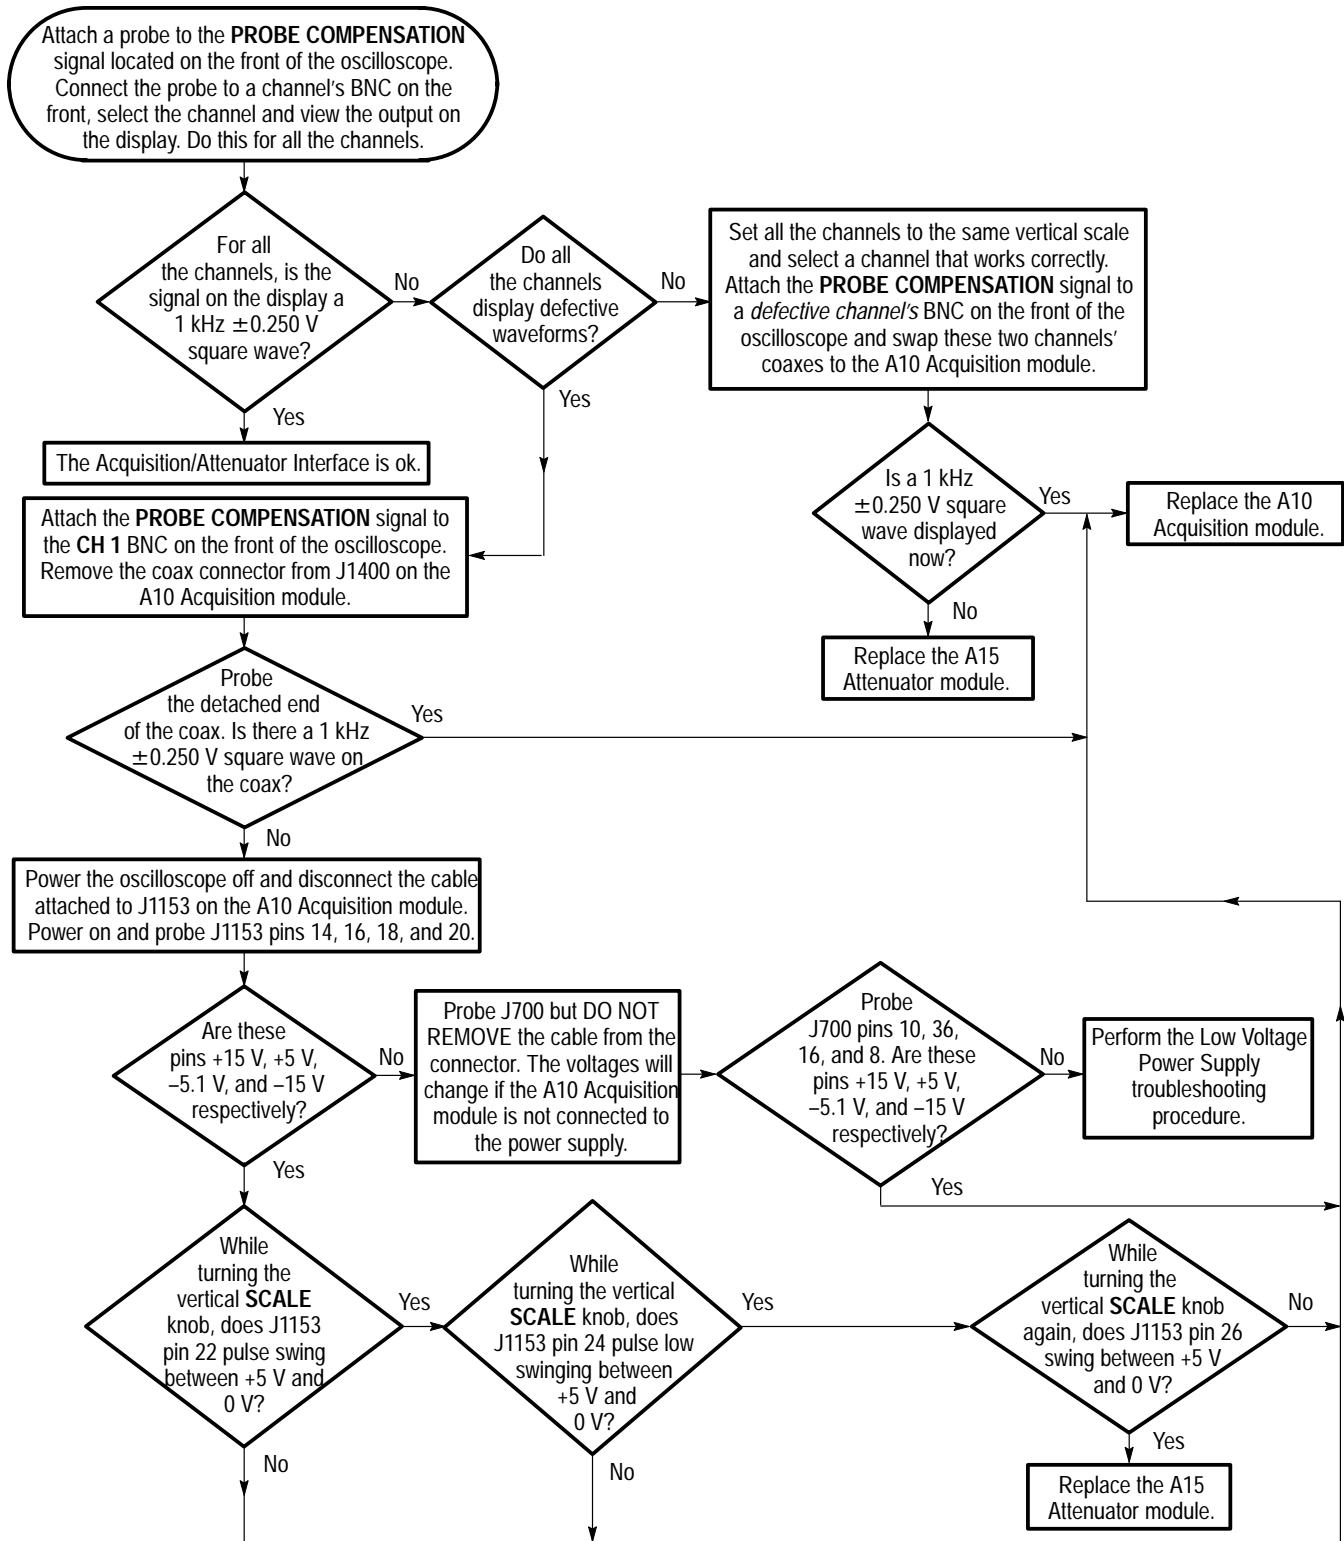 Attach a probe to the PROBE COMPENSATION
signal located on the front of the oscilloscope.
Connect the probe to a channel's BNC on the
front, select the channel and view the output on
the display. Do this for all the channels.
For all
the channels, is the
signal on the display a
1 kHz ±0.250 V
square wave?
No
Yes
Do all
the channels
display defective
waveforms?
No
Yes
Set all the channels to the same vertical scale
and select a channel that works correctly.
Attach the PROBE COMPENSATION signal to
a defective channel's BNC on the front of the
oscilloscope and swap these two channels'
coaxes to the A10 Acquisition module.
The Acquisition/Attenuator Interface is ok.
Is a 1 kHz
±0.250 V square
wave displayed
now?
Yes
No
Replace the A10
Acquisition module.
Replace the A15
Attenuator module.
Attach the PROBE COMPENSATION signal to
the CH 1 BNC on the front of the oscilloscope.
Remove the coax connector from J1400 on the
A10 Acquisition module.
Probe
the detached end
of the coax. Is there a 1 kHz
±0.250 V square wave on
the coax?
Yes
No
Power the oscilloscope off and disconnect the cable
attached to J1153 on the A10 Acquisition module.
Power on and probe J1153 pins 14, 16, 18, and 20.
Are these
pins +15 V, +5 V,
–5.1 V, and –15 V
respectively?
No
Yes
Probe J700 but DO NOT
REMOVE the cable from the
connector. The voltages will
change if the A10 Acquisition
module is not connected to
the power supply.
Probe
J700 pins 10, 36,
16, and 8. Are these
pins +15 V, +5 V,
–5.1 V, and –15 V
respectively?
No
Yes
Perform the Low Voltage
Power Supply
troubleshooting
procedure.
While
turning the
vertical SCALE
knob, does J1153
pin 22 pulse swing
between +5 V and
0 V?
Yes
No
While
turning the vertical
SCALE knob, does
J1153 pin 24 pulse low
swinging between
+5 V and
0 V?
Yes
No
While
turning the
vertical SCALE knob
again, does J1153 pin 26
swing between +5 V
and 0 V?
No
Yes
Replace the A15
Attenuator module.